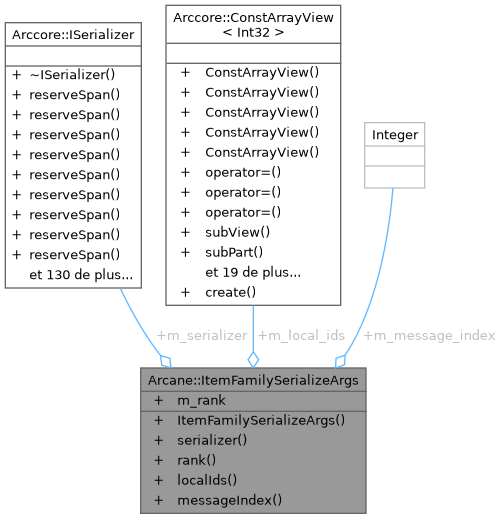 Arccore::ISerializer
+ ~ISerializer()
+ reserveSpan()
+ reserveSpan()
+ reserveSpan()
+ reserveSpan()
+ reserveSpan()
+ reserveSpan()
+ reserveSpan()
+ reserveSpan()
+ reserveSpan()
et 130 de plus...
Arccore::ConstArrayView
< Int32 >
+ ConstArrayView()
+ ConstArrayView()
+ ConstArrayView()
+ ConstArrayView()
+ ConstArrayView()
+ operator=()
+ operator=()
+ operator=()
+ subView()
+ subPart()
et 19 de plus...
+ create()
Integer
+m_serializer
+m_local_ids
+m_message_index
Arcane::ItemFamilySerializeArgs
+ m_rank
+ ItemFamilySerializeArgs()
+ serializer()
+ rank()
+ localIds()
+ messageIndex()